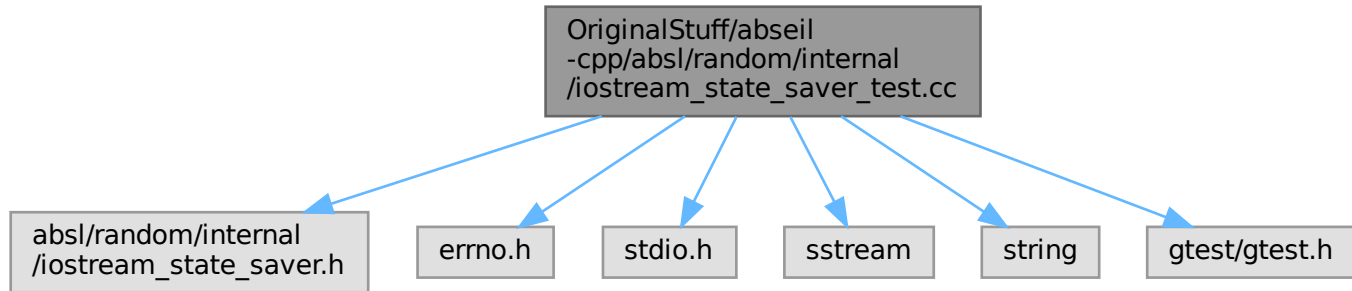 OriginalStuff/abseil
-cpp/absl/random/internal
/iostream_state_saver_test.cc
absl/random/internal
/iostream_state_saver.h
errno.h
stdio.h
sstream
string
gtest/gtest.h